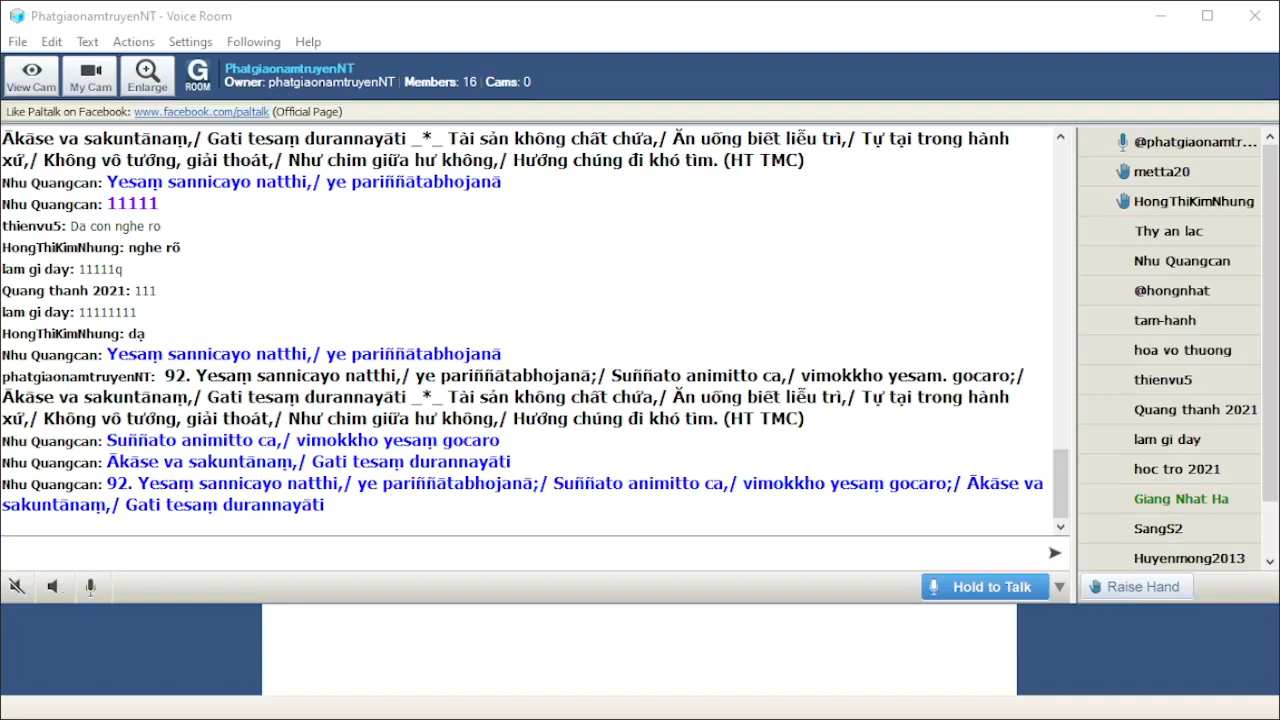 PhatgiaonamtruyenNT - Voice Room
File Edit Text Actions Settings Following Help
View Cam My Cam Enlarge G ROOM
PhatgiaonamtruyenNT
Owner: phatgiaonamtruyenNT | Members: 16 | Cams: 0
Like Paltalk on Facebook: www.facebook.com/paltalk (Official Page)
Ākāse va sakuntānaṃ,/ Gati tesaṃ durannayāti _*_ Tài sản không chất chứa,/ Ăn uống biết liễu tri,/ Tự tại trong hành
xứ,/ Không vô tướng, giải thoát,/ Như chim giữa hư không,/ Hướng chúng đi khó tìm. (HT TMC)
Nhu Quangcan: Yesaṃ sannicayo natthi,/ ye pariññātabhojanā
Nhu Quangcan: 11111
thienvu5: Da con nghe ro
HongThiKimNhung: nghe rõ
lam gi day: 11111q
Quang thanh 2021: 111
lam gi day: 11111111
HongThiKimNhung: dạ
Nhu Quangcan: Yesaṃ sannicayo natthi,/ ye pariññātabhojanā
phatgiaonamtruyenNT: 92. Yesaṃ sannicayo natthi,/ ye pariññātabhojanā;/ Suññato animitto ca,/ vimokkho yesam. gocaro;/
Ākāse va sakuntānaṃ,/ Gati tesaṃ durannayāti _*_ Tài sản không chất chứa,/ Ăn uống biết liễu tri,/ Tự tại trong hành
xứ,/ Không vô tướng, giải thoát,/ Như chim giữa hư không,/ Hướng chúng đi khó tìm. (HT TMC)
Nhu Quangcan: Suññato animitto ca,/ vimokkho yesaṃ gocaro
Nhu Quangcan: Ākāse va sakuntānaṃ,/ Gati tesaṃ durannayāti
Nhu Quangcan: 92. Yesaṃ sannicayo natthi,/ ye pariññātabhojanā;/ Suññato animitto ca,/ vimokkho yesaṃ gocaro;/ Ākāse va
sakuntānaṃ,/ Gati tesaṃ durannayāti
@phatgiaonamtr...
metta20
HongThiKimNhung
Thy an lac
Nhu Quangcan
@hongnhat
tam-hanh
hoa vo thuong
thienvu5
Quang thanh 2021
lam gi day
hoc tro 2021
Giang Nhat Ha
SangS2
Huyenmong2013
Hold to Talk
Raise Hand